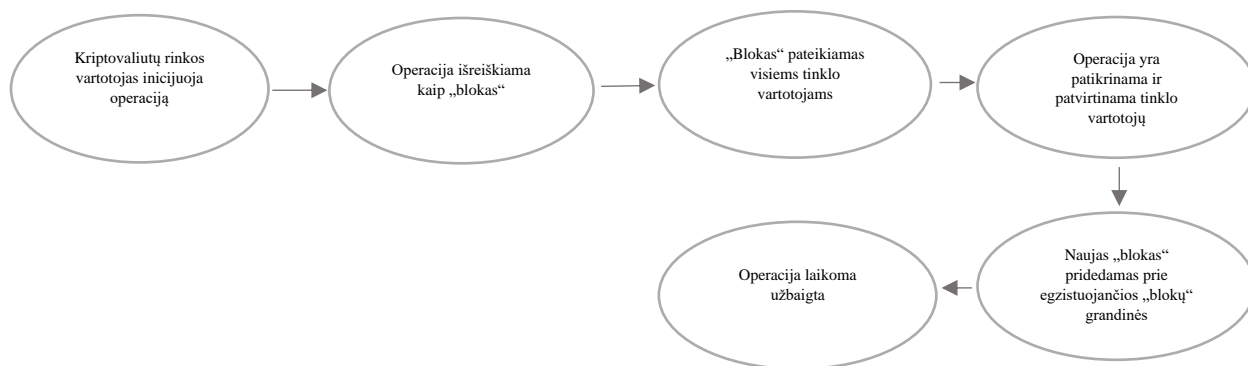 Kriptovaliutų rinkos
vartotojas inicijuoja
operaciją
Operacija išreiškiama
kaip „blokas“
„Blokas“ pateikiamas
visiems tinklo
vartotojams
Operacija yra
patikrinama ir
patvirtinama tinklo
vartotojų
Naujas „blokas“
pridedamas prie
egzistuojančios „blokų“
grandinės
Operacija laikoma
užbaigta